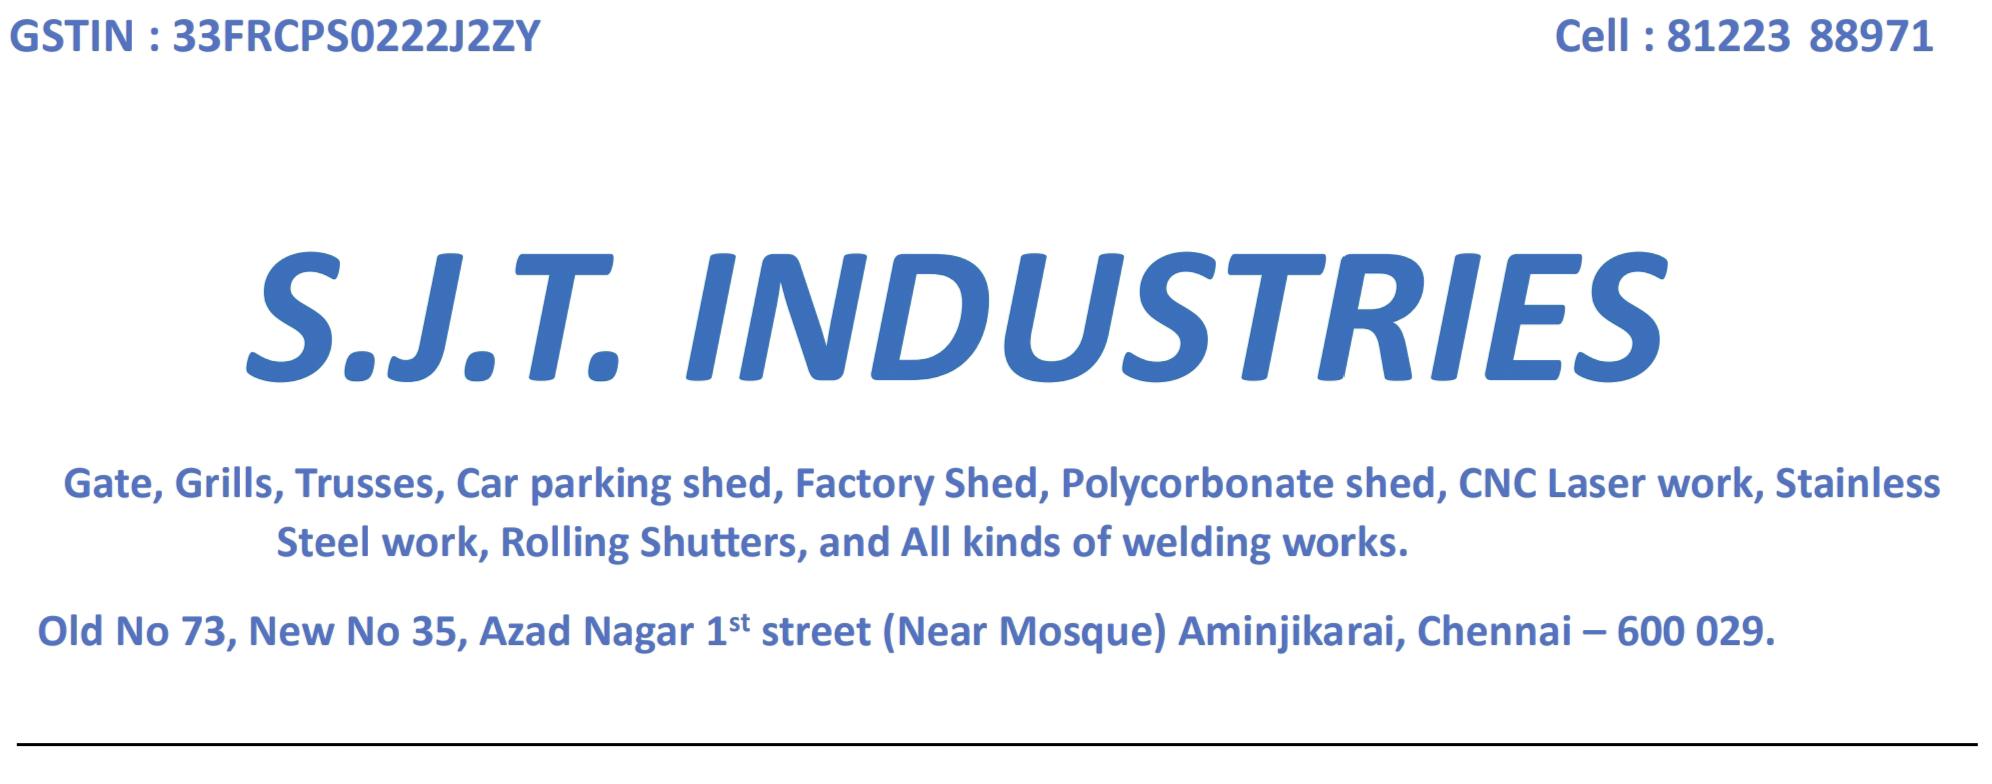 GSTIN : 33FRCPS0222J2ZY
Cell : 81223 88971
S.J.T. INDUSTRIES
Gate, Grills, Trusses, Car parking shed, Factory Shed, Polycorbonate shed, CNC Laser work, Stainless
Steel work, Rolling Shutters, and All kinds of welding works.
Old No 73, New No 35, Azad Nagar 1st street (Near Mosque) Aminjikarai, Chennai – 600 029.